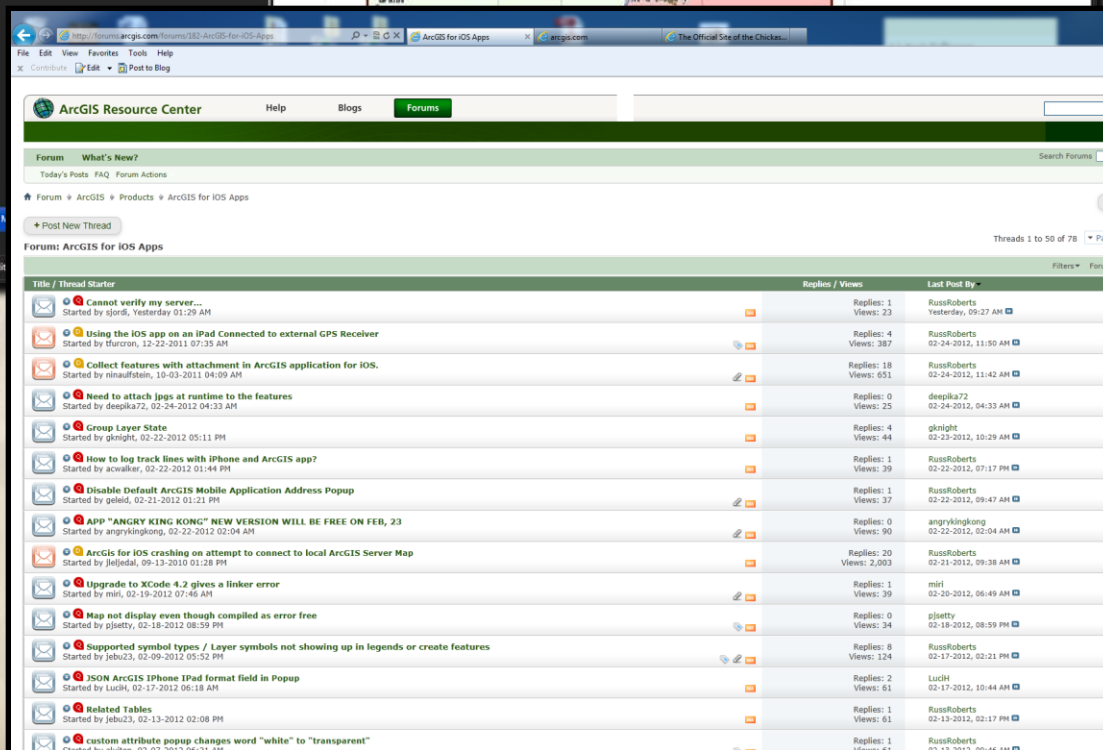 http://forums.arcgis.com/forums/182-ArcGIS-for-iOS-Apps
ArcGIS for iOS Apps
arcgis.com
The Official Site of the Chickas...
File Edit View Favorites Tools Help
x Contribute Edit Post to Blog
ArcGIS Resource Center Help Blogs Forums
Forum What's New?
Search Forums
Today's Posts FAQ Forum Actions
Forum ArcGIS Products ArcGIS for iOS Apps
+ Post New Thread
Threads 1 to 50 of 78
Forum: ArcGIS for iOS Apps
Filters
Title / Thread Starter Replies / Views Last Post By
Cannot verify my server... Replies: 1 RussRoberts
Started by sjordi, Yesterday 01:29 AM Views: 23 Yesterday, 09:27 AM
Using the iOS app on an iPad Connected to external GPS Receiver Replies: 4 RussRoberts
Started by tfurcron, 12-22-2011 07:35 AM Views: 387 02-24-2012, 11:50 AM
Collect features with attachment in ArcGIS application for iOS. Replies: 18 RussRoberts
Started by ninaulfstein, 10-03-2011 04:09 AM Views: 651 02-24-2012, 11:42 AM
Need to attach jpgs at runtime to the features Replies: 0 deepika72
Started by deepika72, 02-24-2012 04:33 AM Views: 25 02-24-2012, 04:33 AM
Group Layer State Replies: 4 gknight
Started by gknight, 02-22-2012 05:11 PM Views: 44 02-23-2012, 10:29 AM
How to log track lines with iPhone and ArcGIS app? Replies: 1 RussRoberts
Started by acwalker, 02-22-2012 01:44 PM Views: 39 02-22-2012, 07:17 PM
Disable Default ArcGIS Mobile Application Address Popup Replies: 1 RussRoberts
Started by geleid, 02-21-2012 01:21 PM Views: 37 02-22-2012, 09:47 AM
APP "ANGRY KING KONG" NEW VERSION WILL BE FREE ON FEB, 23 Replies: 0 angrykingkong
Started by angrykingkong, 02-22-2012 02:04 AM Views: 90 02-22-2012, 02:04 AM
ArcGis for iOS crashing on attempt to connect to local ArcGIS Server Map Replies: 20 RussRoberts
Started by jleljedal, 09-13-2010 01:28 PM Views: 2,003 02-21-2012, 09:38 AM
Upgrade to XCode 4.2 gives a linker error Replies: 1 miri
Started by miri, 02-19-2012 07:46 AM Views: 39 02-20-2012, 06:49 AM
Map not display even though compiled as error free Replies: 0 pjsetty
Started by pjsetty, 02-18-2012 08:59 PM Views: 34 02-18-2012, 08:59 PM
Supported symbol types / Layer symbols not showing up in legends or create features Replies: 8 RussRoberts
Started by jebu23, 02-09-2012 05:52 PM Views: 124 02-17-2012, 02:21 PM
JSON ArcGIS IPhone IPad format field in Popup Replies: 2 LuciH
Started by LuciH, 02-17-2012 06:18 AM Views: 61 02-17-2012, 10:44 AM
Related Tables Replies: 1 RussRoberts
Started by jebu23, 02-13-2012 02:08 PM Views: 61 02-13-2012, 02:17 PM
custom attribute popup changes word "white" to "transparent" Replies: 1 RussRoberts